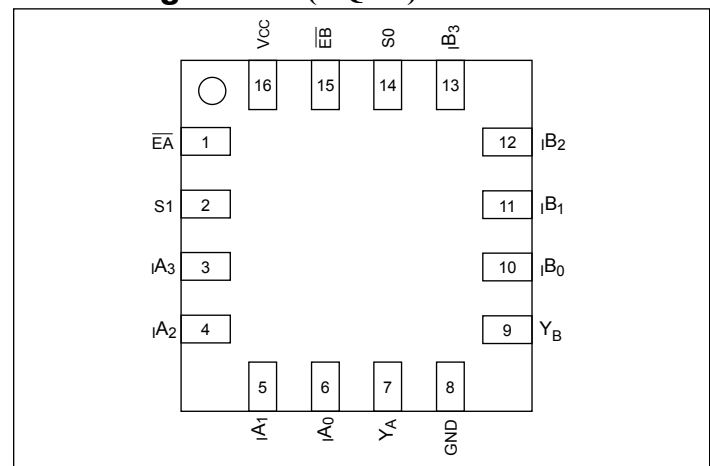 VCC EB S0 IB3
16 15 14 13
EA 1 12 IB2
S1 2 11 IB1
IA3 3 10 IB0
IA2 4 9 YB
5 6 7 8
IA1 IA0 YA GND